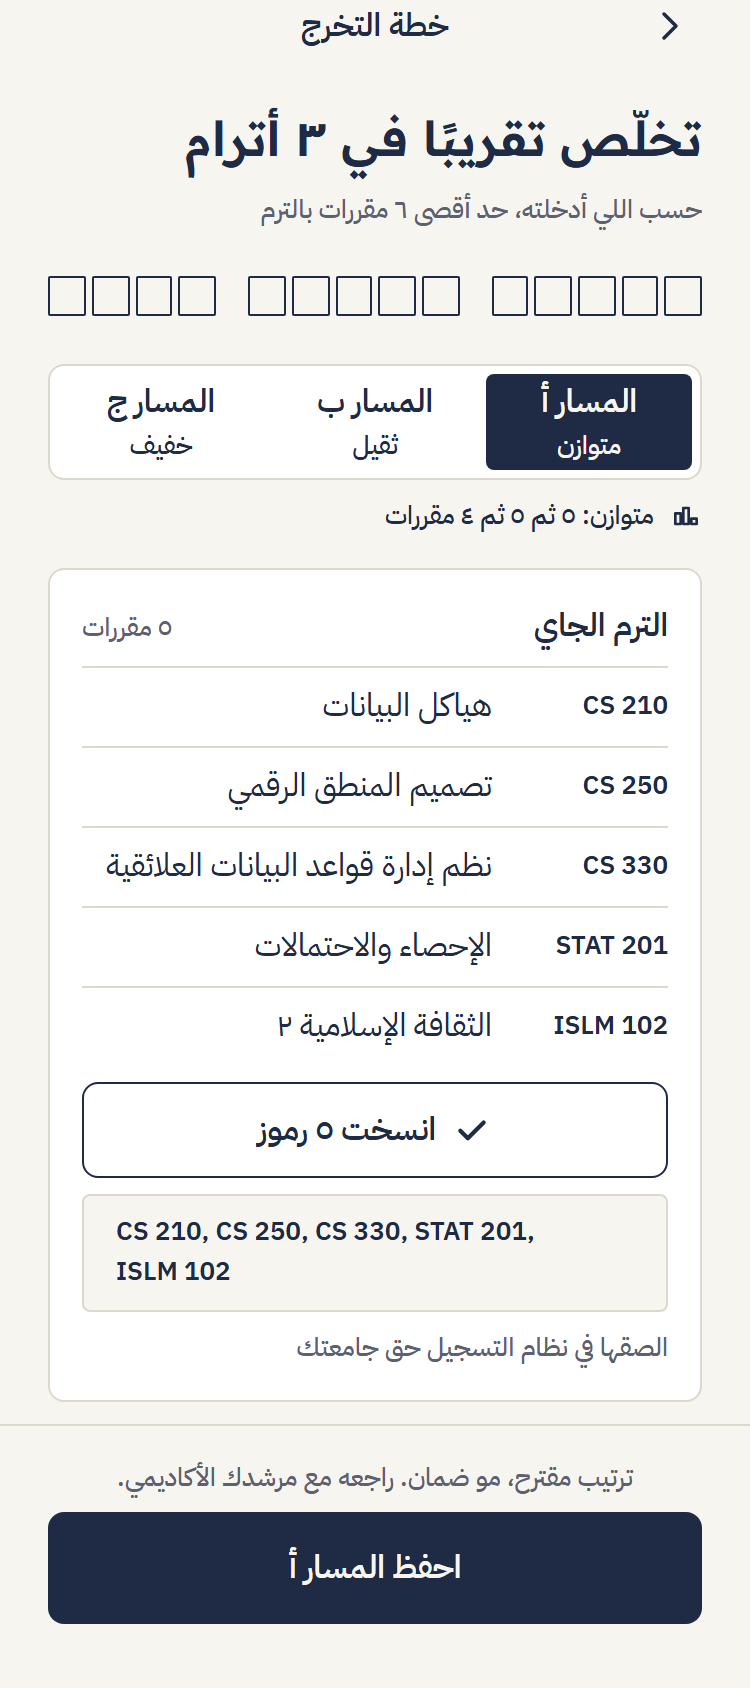 خطة التخرج
تخلّص تقريبًا في ٣ أترام
حسب اللي أدخلته، حد أقصى ٦ مقررات بالترم
المسار أ
متوازن
المسار ب
ثقيل
المسار ج
خفيف
متوازن: ٥ ثم ٥ ثم ٤ مقررات
الترم الجاي
٥ مقررات
CS 210 هياكل البيانات
CS 250 تصميم المنطق الرقمي
CS 330 نظم إدارة قواعد البيانات العلائقية
STAT 201 الإحصاء والاحتمالات
ISLM 102 الثقافة الإسلامية ٢
انسخت ٥ رموز
CS 210, CS 250, CS 330, STAT 201,
ISLM 102
الصقها في نظام التسجيل حق جامعتك
ترتيب مقترح، مو ضمان. راجعه مع مرشدك الأكاديمي.
احفظ المسار أ